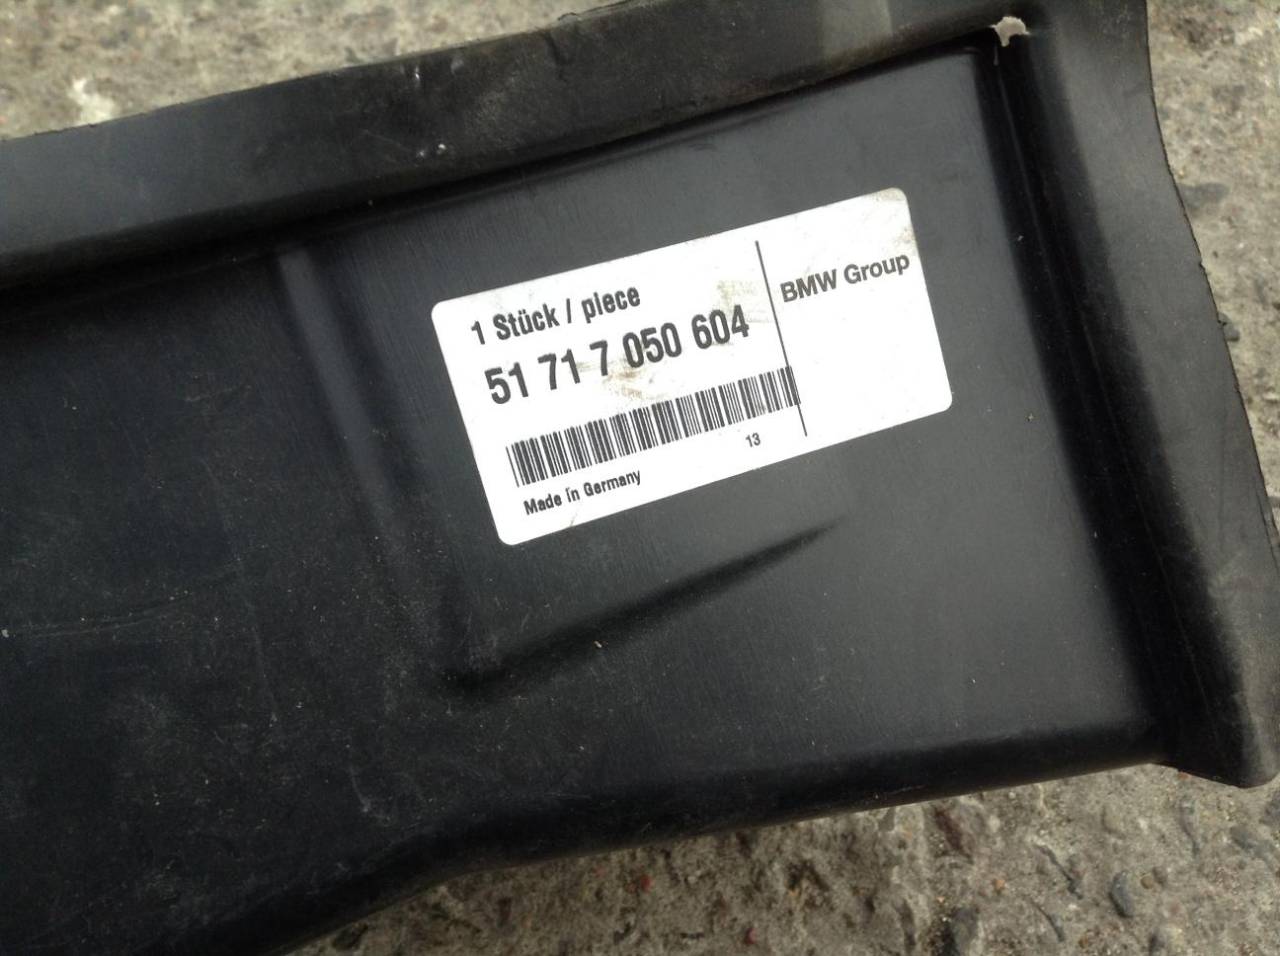 1 Stück / piece
51 71 7 050 604
BMW Group
13
Made in Germany